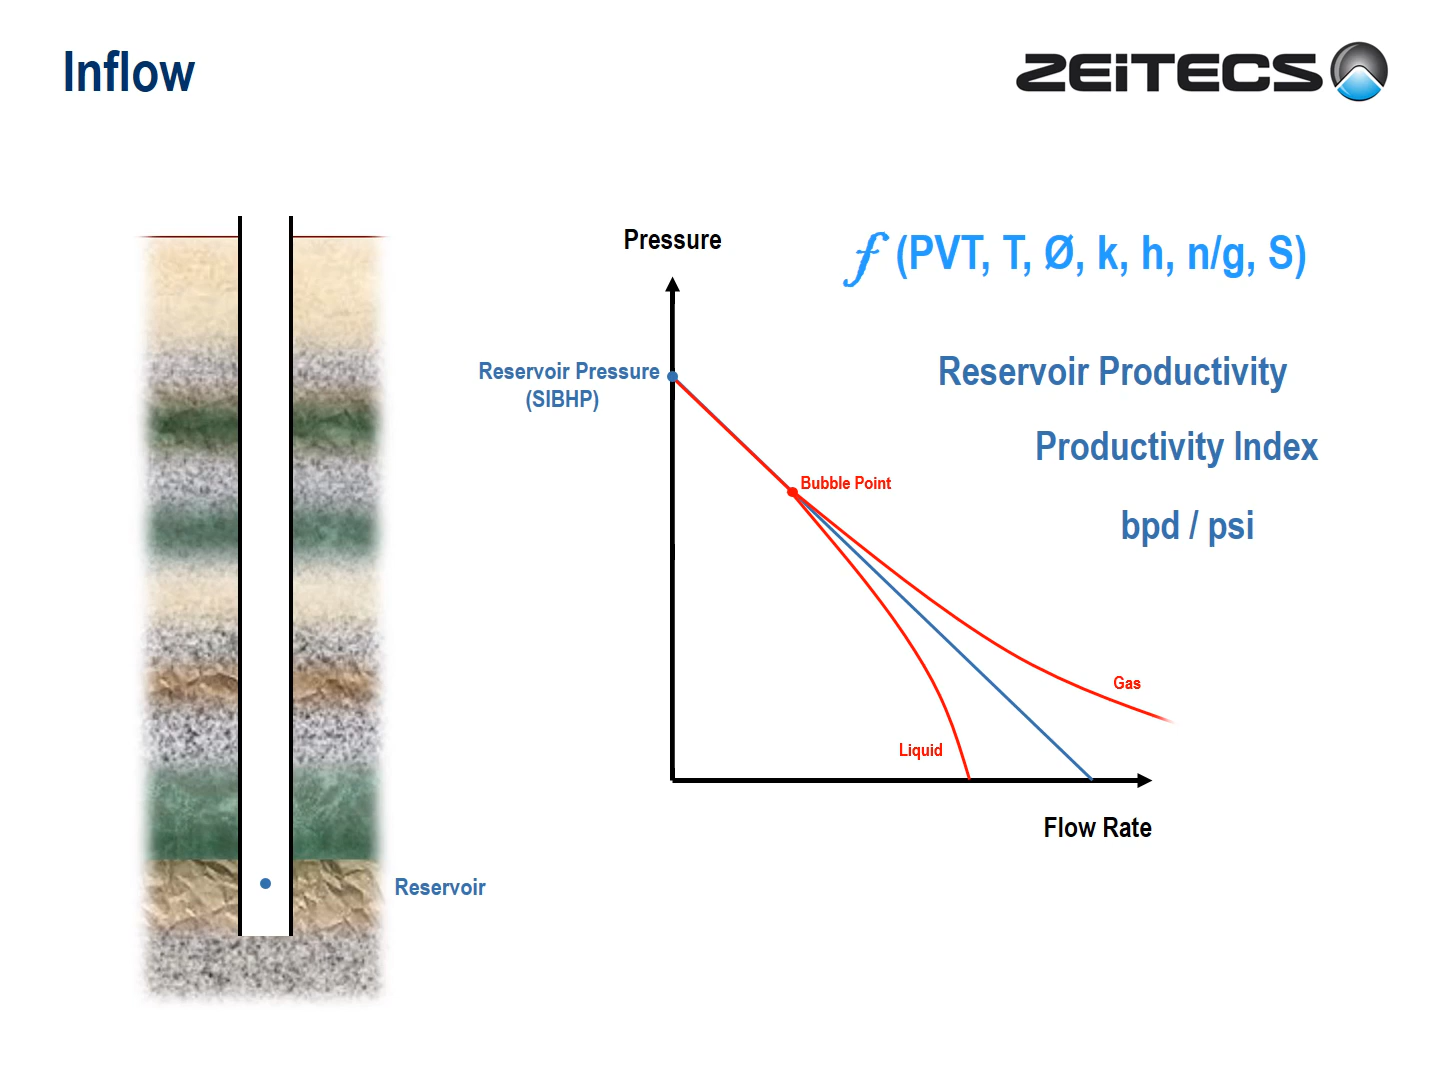 Inflow
ZEiTECS
Pressure
f (PVT, T, Ø, k, h, n/g, S)
Reservoir Pressure
(SIBHP)
Reservoir Productivity
Productivity Index
Bubble Point
bpd / psi
Gas
Liquid
Flow Rate
Reservoir